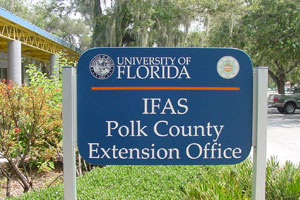 UNIVERSITY OF
FLORIDA
IFAS
Polk County
Extension Office